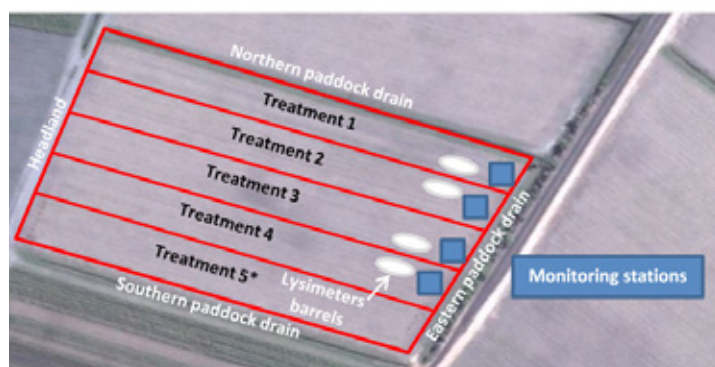 Northern paddock drain
Headland
Treatment 1
Treatment 2
Treatment 3
Treatment 4
Treatment 5*
Lysimeters
barrels
Southern paddock drain
Eastern paddock drain
Monitoring stations